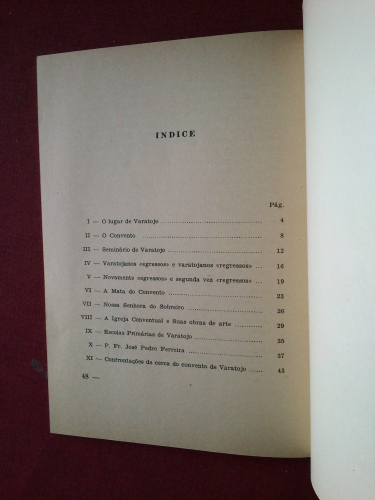 ÍNDICE
Pág.
I — O lugar de Varatojo ... 4
II — O Convento ... 8
III — Seminário de Varatojo ... 12
IV — Varatojanos «egressos» e varatojanos «regressos» ... 16
V — Novamente «egressos» e segunda vez «regressos» ... 19
VI — A Mata do Convento ... 23
VII — Nossa Senhora do Sobreiro ... 26
VIII — A Igreja Conventual e Suas obras de arte ... 29
IX — Escolas Primárias de Varatojo ... 35
X — P. Fr. José Pedro Ferreira ... 37
XI — Confrontações da cerca do convento de Varatojo ... 43
48 —